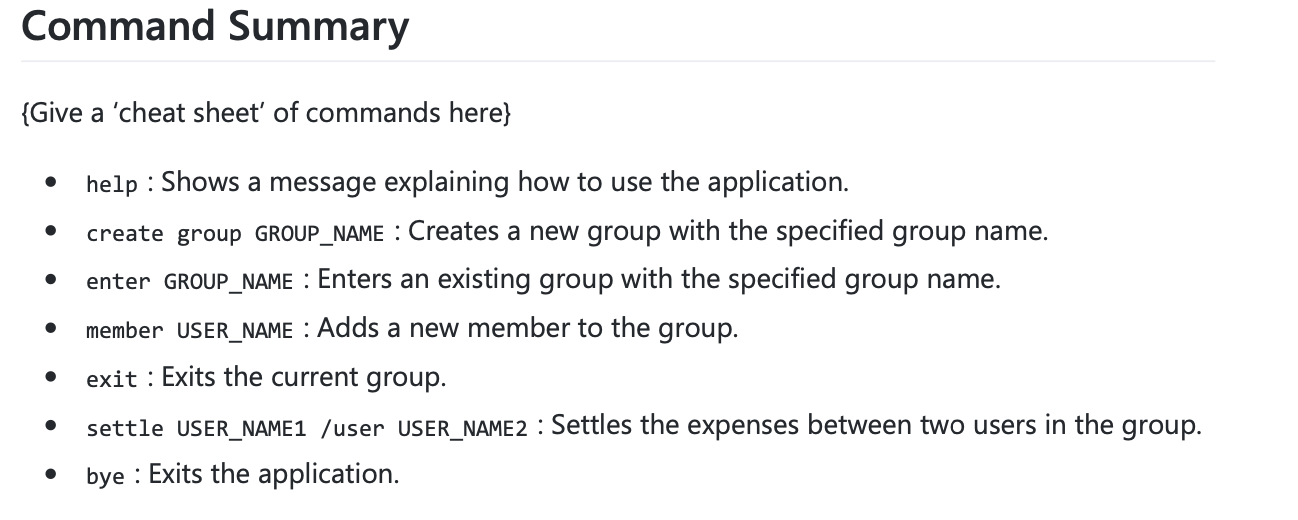 Command Summary
{Give a ‘cheat sheet’ of commands here}
• help : Shows a message explaining how to use the application.
• create group GROUP_NAME : Creates a new group with the specified group name.
• enter GROUP_NAME : Enters an existing group with the specified group name.
• member USER_NAME : Adds a new member to the group.
• exit : Exits the current group.
• settle USER_NAME1 /user USER_NAME2 : Settles the expenses between two users in the group.
• bye : Exits the application.